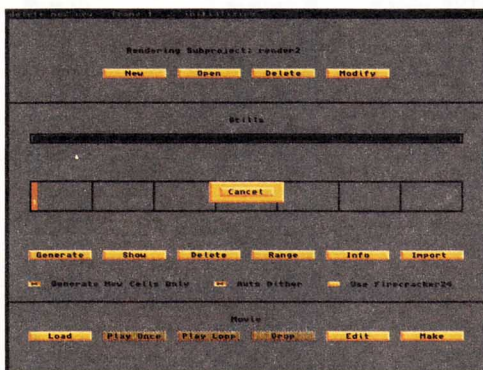 Rendering Subproject: render2
New Open Delete Modify
Stills
Cancel
Generate Show Delete Range Info Import
Generate New Cells Only Auto Dither Use Firecracker24
Movie
Load Play Once Play Loop Drop Edit Make